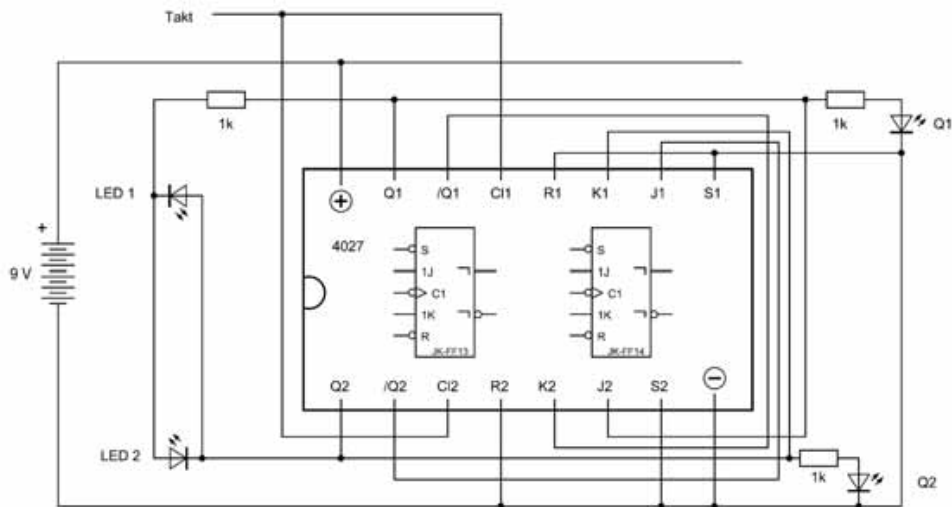 Takt
1k
1k
Q1
LED 1
+
9 V
Q1 /Q1 Cl1 R1 K1 J1 S1
4027
S
1J
C1
1K
R
JK-FF13
S
1J
C1
1K
R
JK-FF14
Q2 /Q2 Cl2 R2 K2 J2 S2
LED 2
1k
Q2